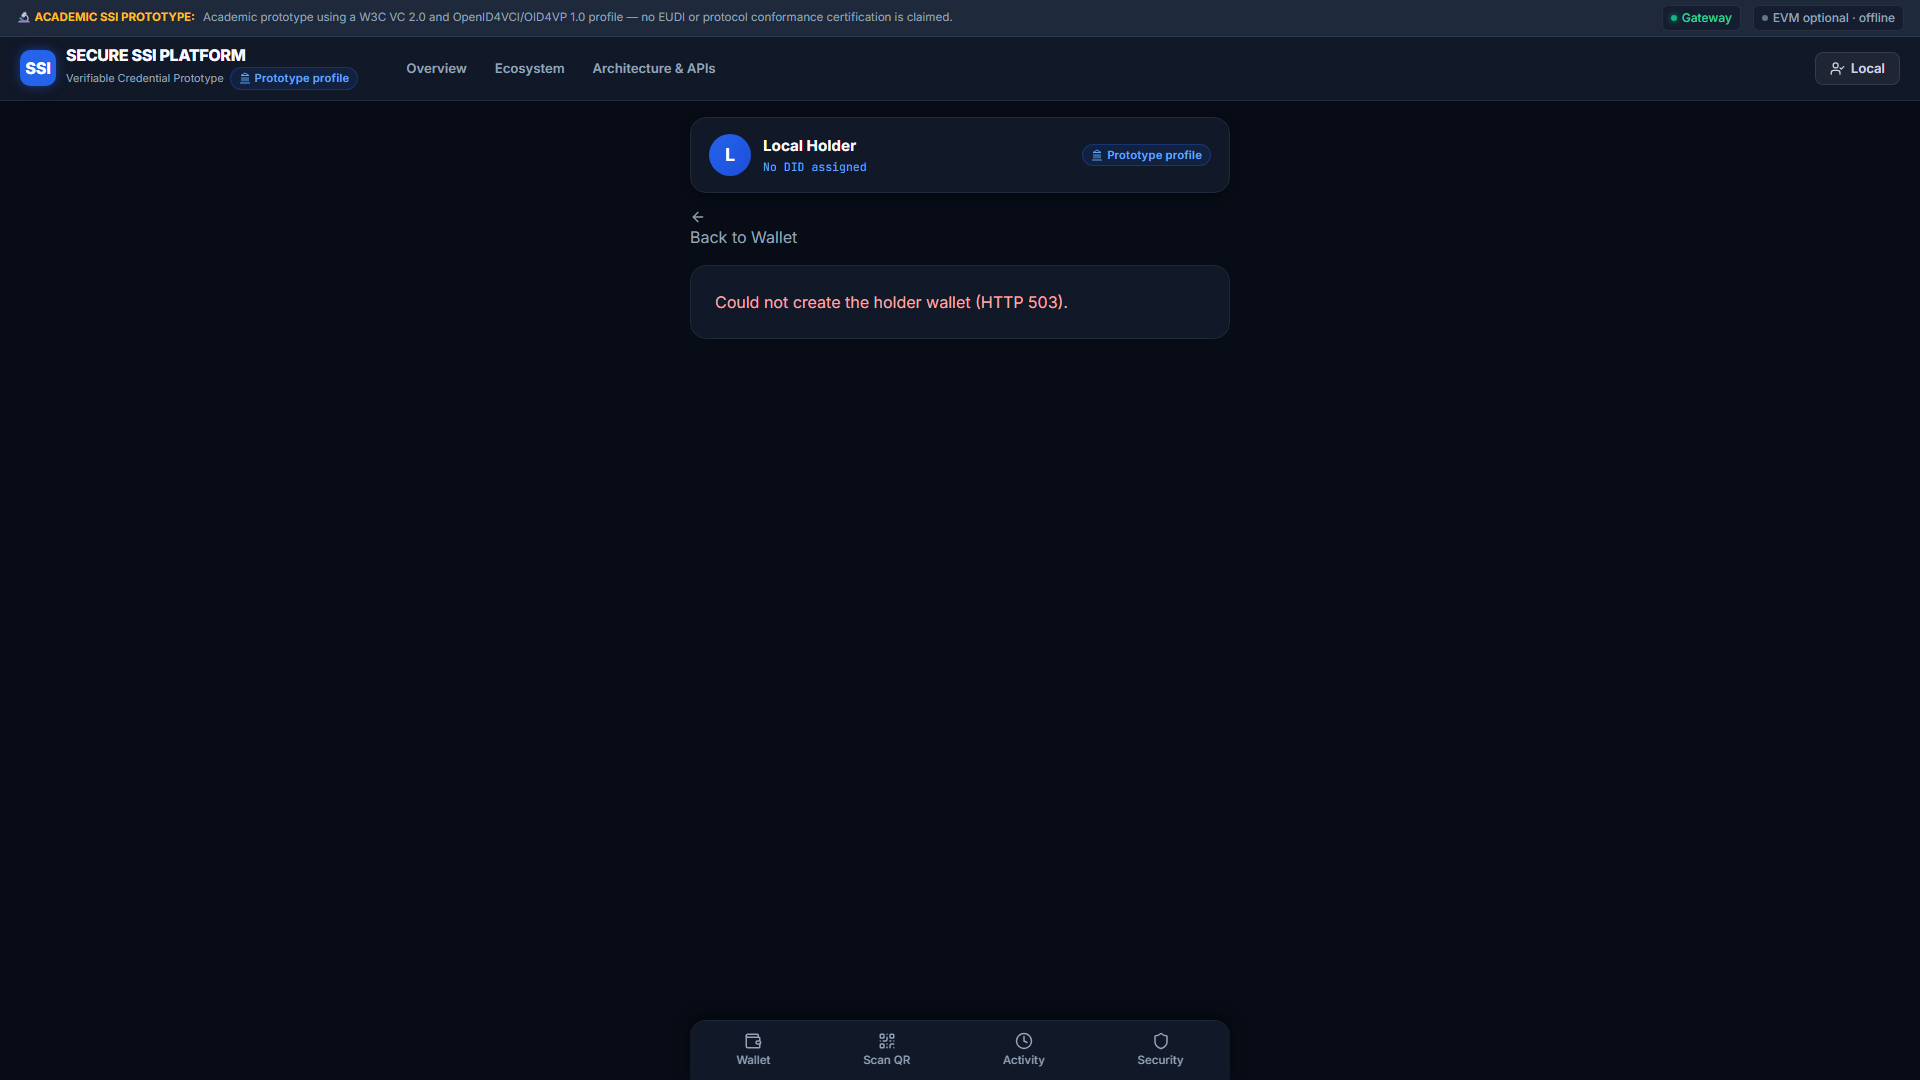 ACADEMIC SSI PROTOTYPE: Academic prototype using a W3C VC 2.0 and OpenID4VCI/OID4VP 1.0 profile — no EUDI or protocol conformance certification is claimed.
Gateway
EVM optional · offline
SSI
SECURE SSI PLATFORM
Verifiable Credential Prototype
Prototype profile
Overview
Ecosystem
Architecture & APIs
Local
L
Local Holder
No DID assigned
Prototype profile
Back to Wallet
Could not create the holder wallet (HTTP 503).
Wallet
Scan QR
Activity
Security